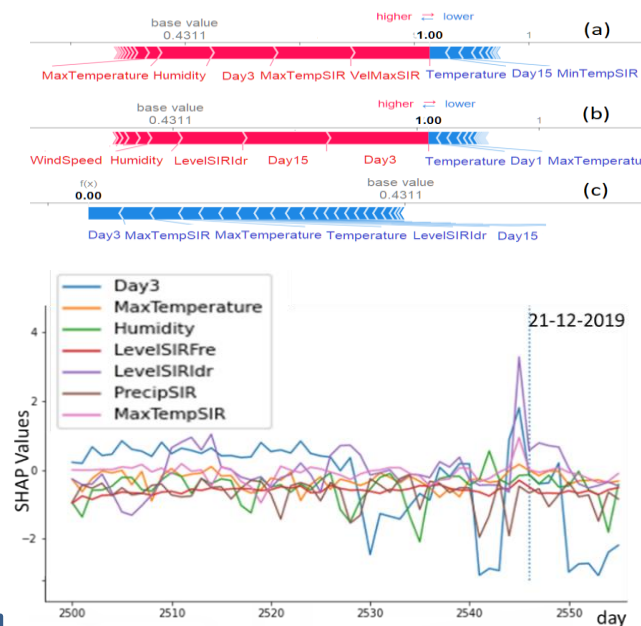 higher lower (a)
base value
0.4311 1.00 1
MaxTemperature Humidity Day3 MaxTempSIR VelMaxSIR Temperature Day15 MinTempSIR
higher lower (b)
base value
0.4311 1.00 1
WindSpeed Humidity LevelSIRIdr Day15 Day3 Temperature Day1 MaxTemperatu
f(x) base value (c)
0.00 0.4311
Day3 MaxTempSIR MaxTemperature Temperature LevelSIRIdr Day15
Day3
MaxTemperature
Humidity
LevelSIRFre
LevelSIRIdr
PrecipSIR
MaxTempSIR
21-12-2019
4
2
0
−2
SHAP Values
2500 2510 2520 2530 2540 2550
day